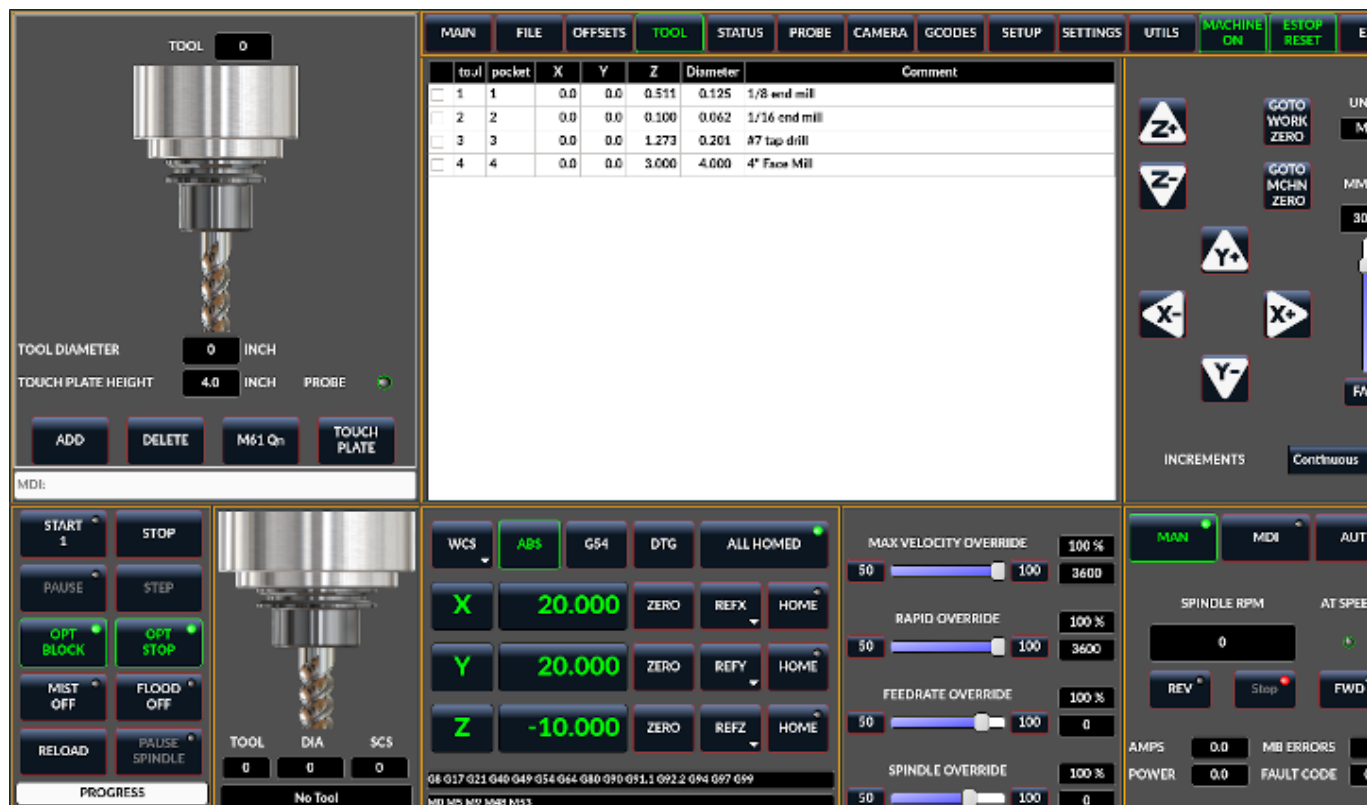 TOOL 0
MAIN FILE OFFSETS TOOL STATUS PROBE CAMERA GCODES SETUP SETTINGS UTILS MACHINE ON ESTOP RESET
tool pocket X Y Z Diameter Comment
1 1 0.0 0.0 0.511 0.125 1/8 end mill
2 2 0.0 0.0 0.100 0.062 1/16 end mill
3 3 0.0 0.0 1.273 0.201 #7 tap drill
4 4 0.0 0.0 3.000 4.000 4" Face Mill
TOOL DIAMETER 0 INCH
TOUCH PLATE HEIGHT 4.0 INCH PROBE
ADD DELETE M61 Qn TOUCH PLATE
MDI:
Z+ GOTO WORK ZERO
Z- GOTO MCHN ZERO
Y+
X- X+
Y-
INCREMENTS Continuous
START 1 STOP
PAUSE STEP
OPT BLOCK OPT STOP
MIST OFF FLOOD OFF
RELOAD PAUSE SPINDLE
PROGRESS
TOOL DIA SCS
0 0 0
No Tool
WCS ABS G54 DTG ALL HOMED
X 20.000 ZERO REFX HOME
Y 20.000 ZERO REFY HOME
Z -10.000 ZERO REFZ HOME
G8 G17 G21 G40 G49 G54 G64 G80 G90 G91.1 G92.2 G94 G97 G99
M0 M5 M9 M48 M53
MAX VELOCITY OVERRIDE 100 %
50 100 3600
RAPID OVERRIDE 100 %
50 100 3600
FEEDRATE OVERRIDE 100 %
50 100 0
SPINDLE OVERRIDE 100 %
50 100 0
MAN MDI AUT
SPINDLE RPM AT SPEE
0
REV Stop FWD
AMPS 0.0 MB ERRORS
POWER 0.0 FAULT CODE